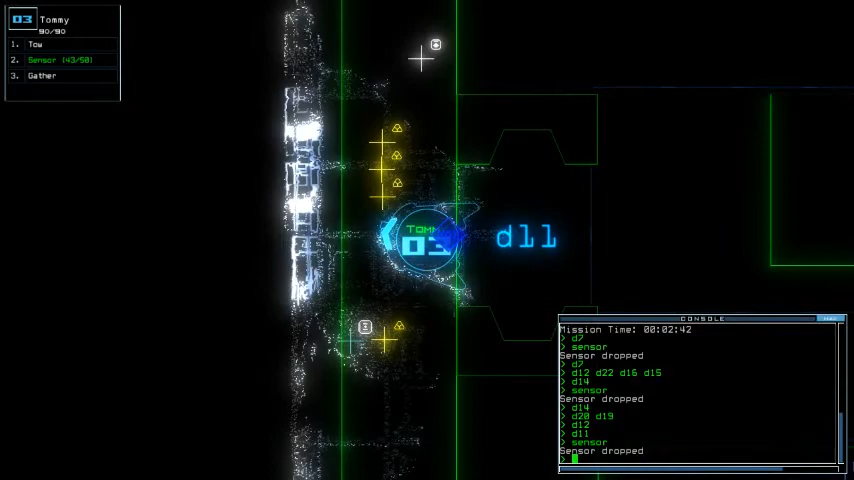 03 Tommy
90/90
1. Tow
2. Sensor (43/50)
3. Gather
TOMMY
03
d11
CONSOLE
Mission Time: 00:02:42
> d7
> sensor
Sensor dropped
> d7
> d12 d22 d16 d15
> d14
> sensor
Sensor dropped
> d14
> d20 d19
> d12
> d11
> sensor
Sensor dropped
>